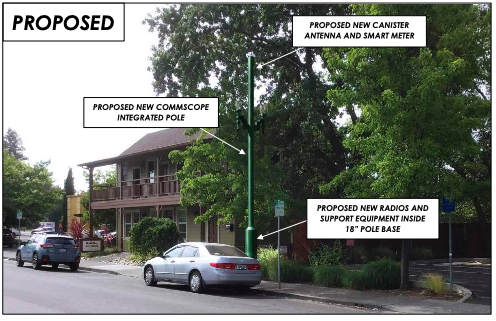 PROPOSED
PROPOSED NEW CANISTER
ANTENNA AND SMART METER
PROPOSED NEW COMMSCOPE
INTEGRATED POLE
PROPOSED NEW RADIOS AND
SUPPORT EQUIPMENT INSIDE
18" POLE BASE